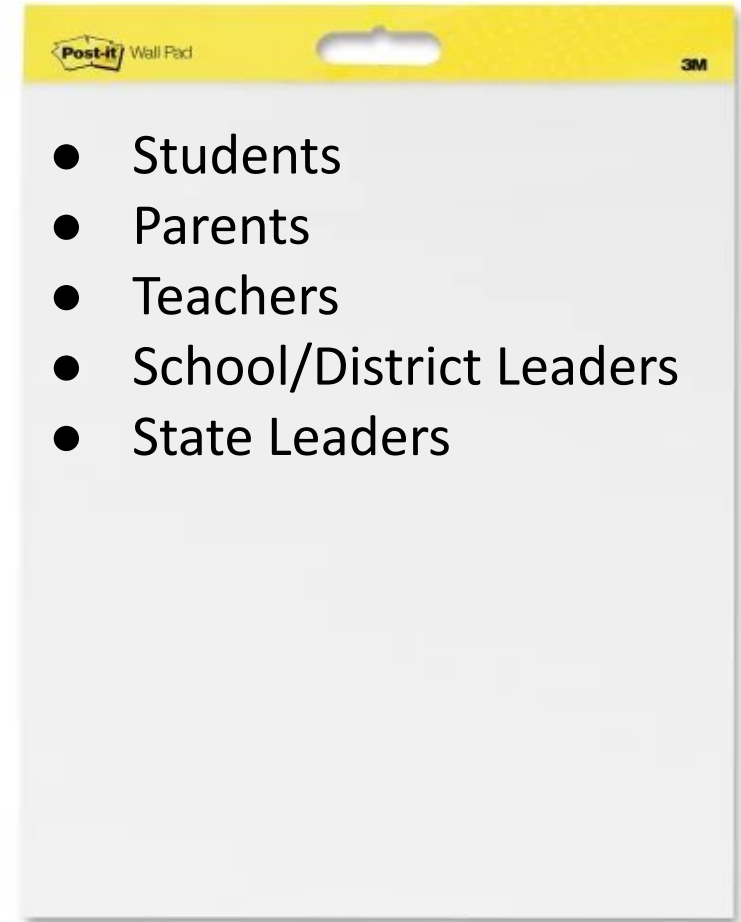 Post-it Wall Pad
3M
● Students
● Parents
● Teachers
● School/District Leaders
● State Leaders